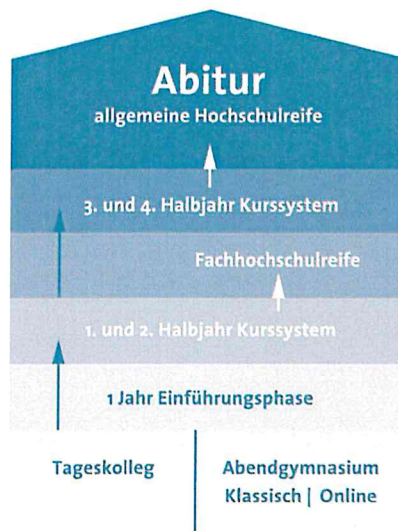 Abitur
allgemeine Hochschulreife
3. und 4. Halbjahr Kurssystem
Fachhochschulreife
1. und 2. Halbjahr Kurssystem
1 Jahr Einführungsphase
Tageskolleg
Abendgymnasium
Klassisch | Online